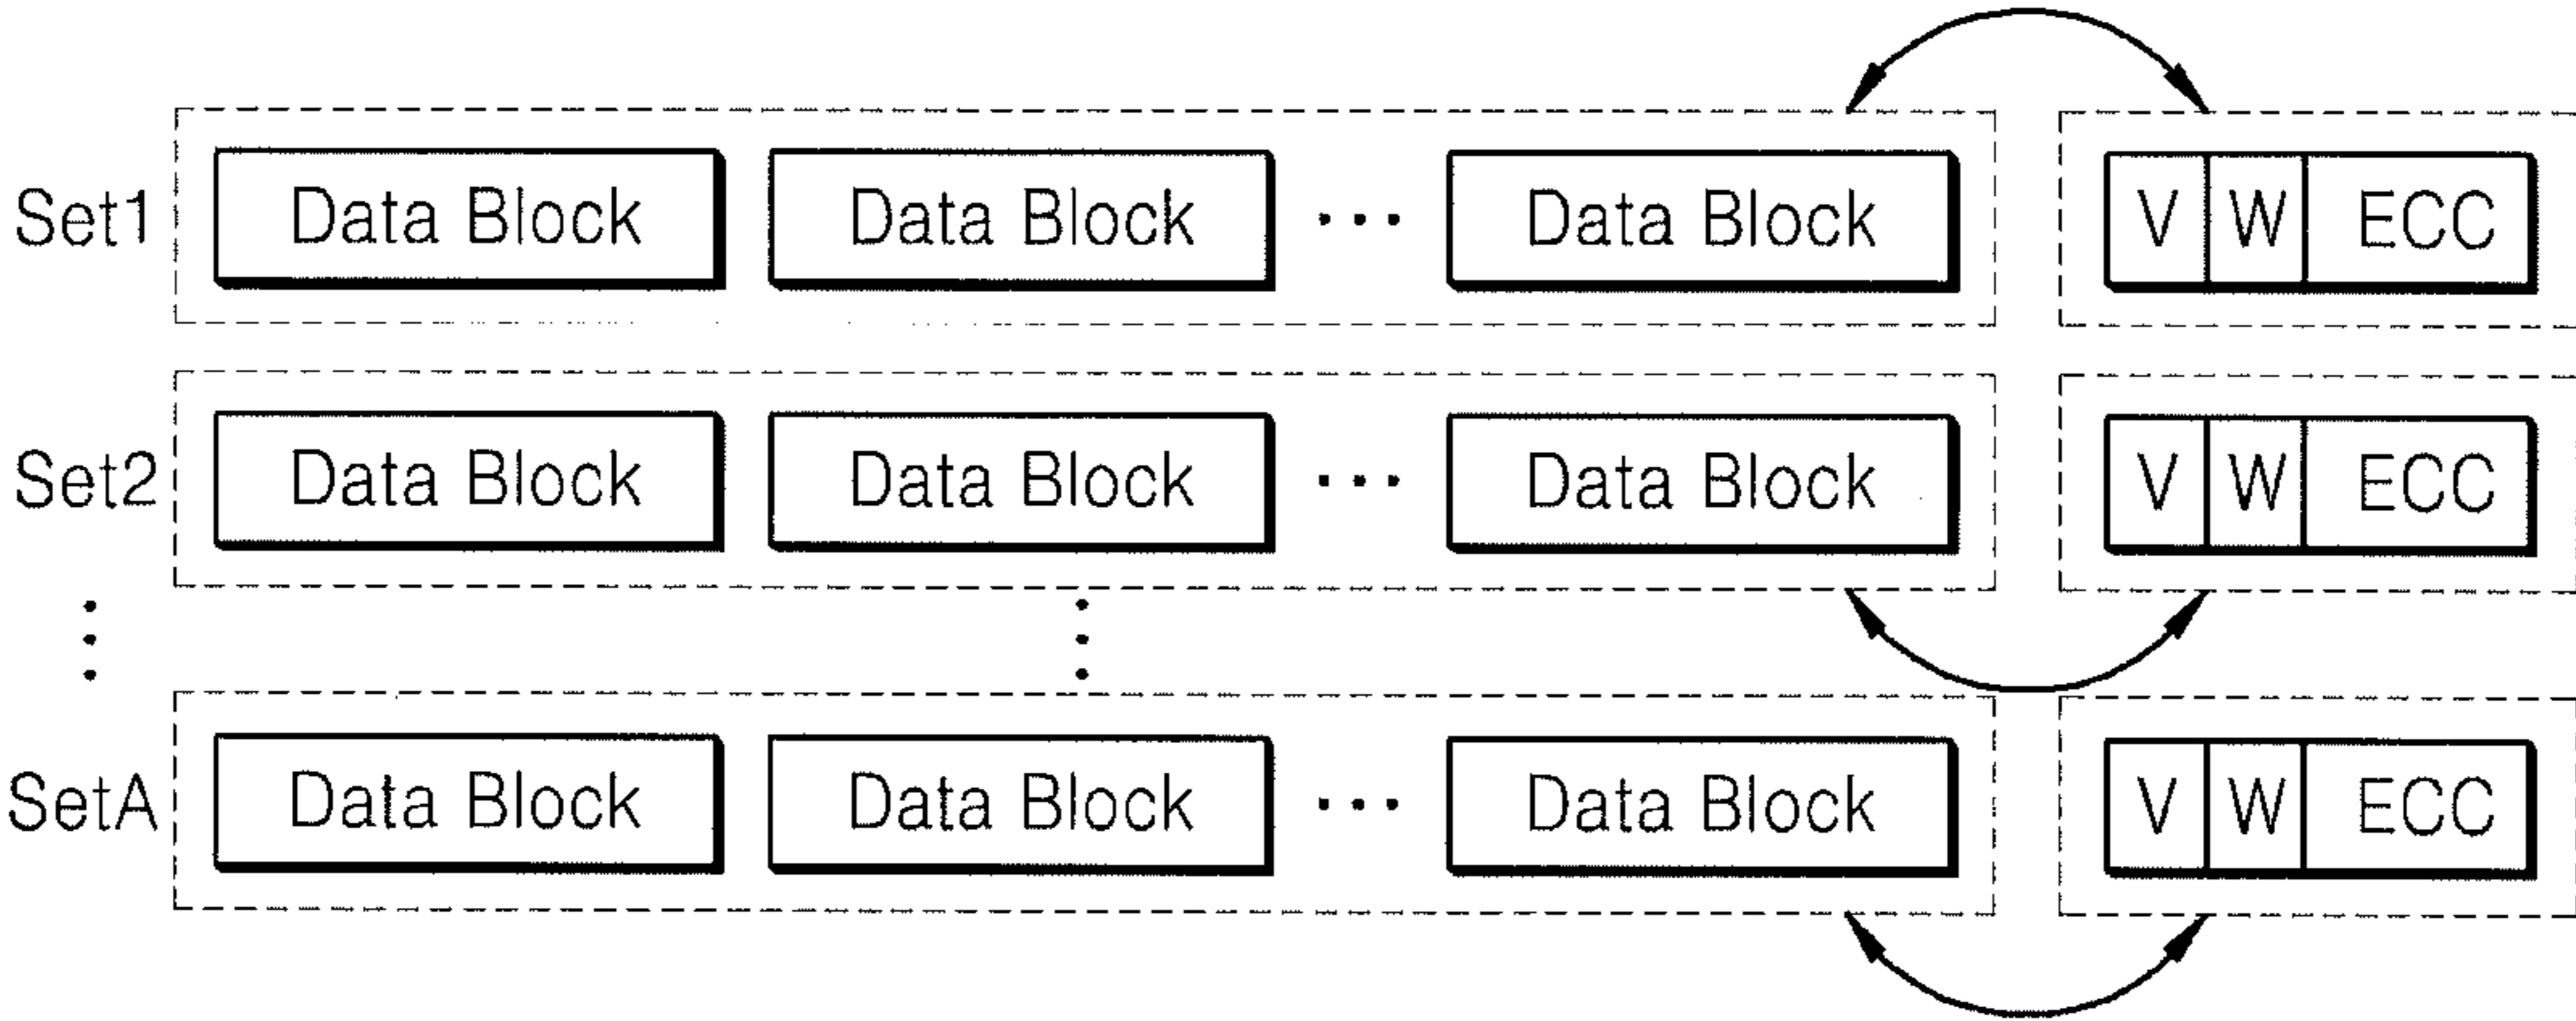 Set1 Data Block Data Block ... Data Block V W ECC
Set2 Data Block Data Block ... Data Block V W ECC
SetA Data Block Data Block ... Data Block V W ECC